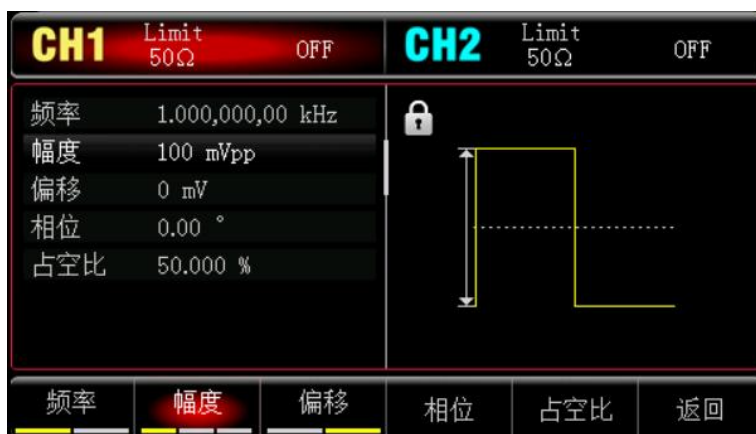 CH1 Limit 50Ω OFF CH2 Limit 50Ω OFF
频率 1.000,000,00 kHz
幅度 100 mVpp
偏移 0 mV
相位 0.00 °
占空比 50.000 %
频率 幅度 偏移 相位 占空比 返回